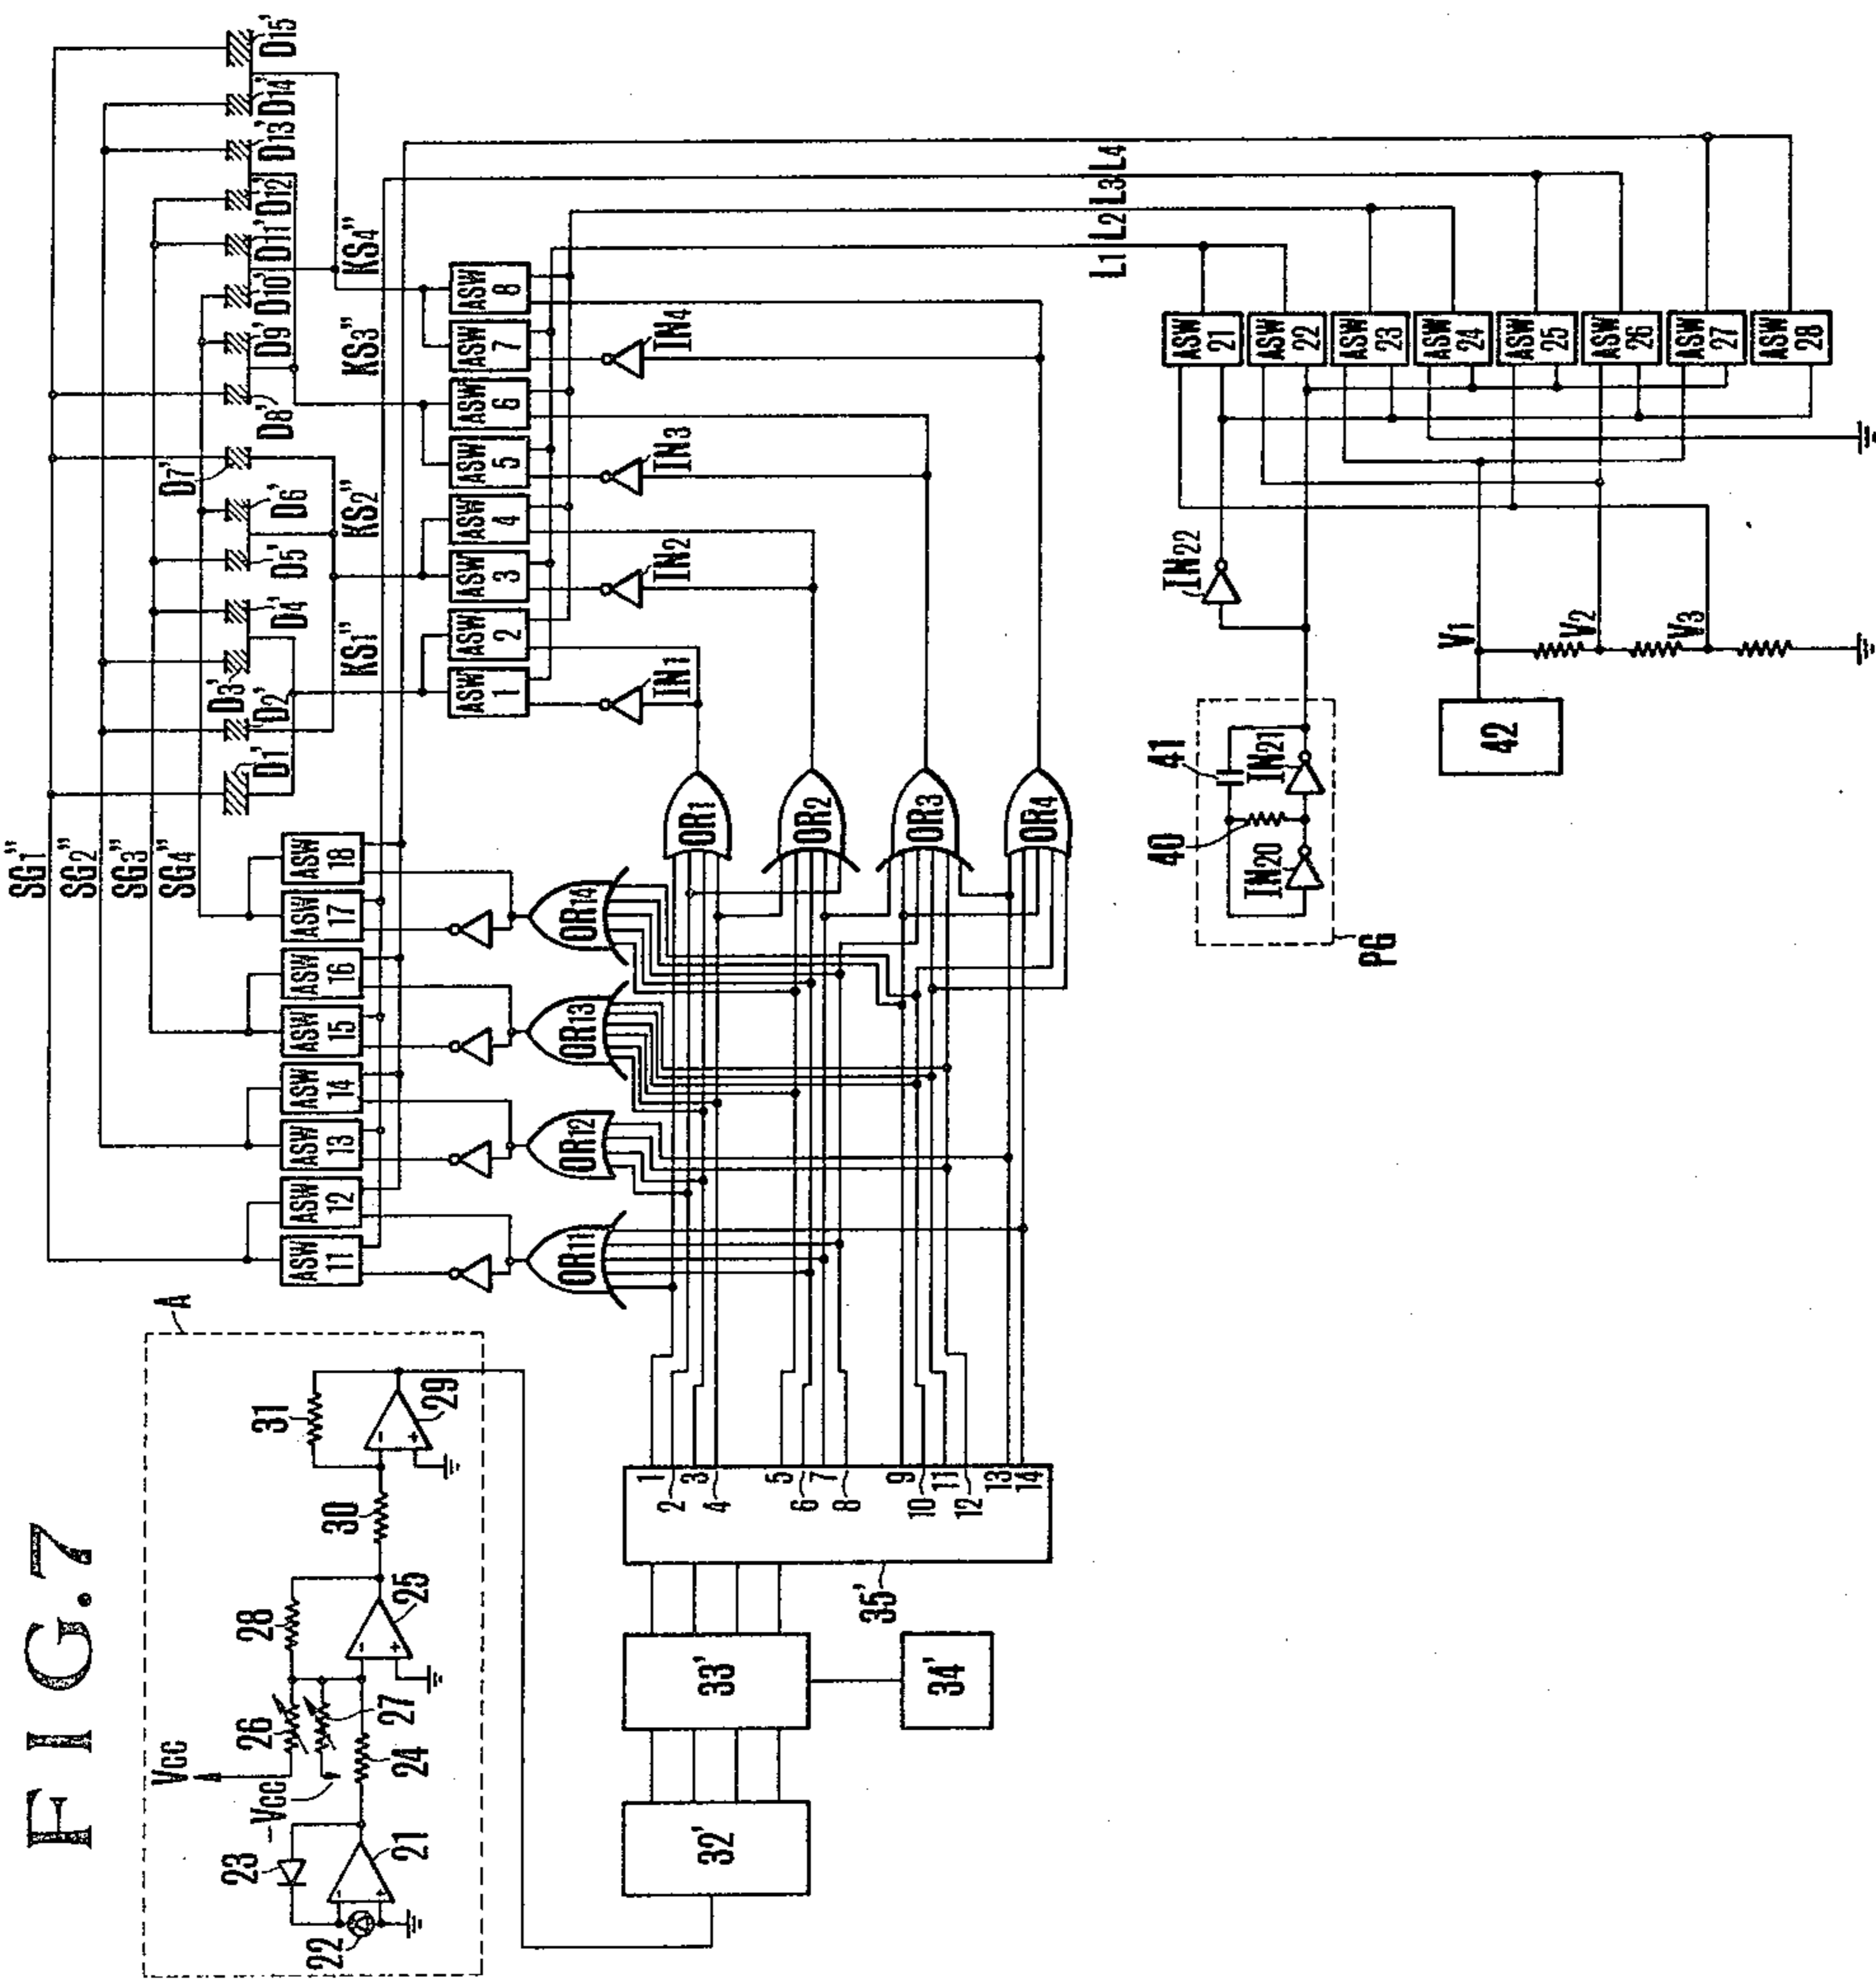 FIG.7
A
Vcc
-Vcc
22
23
21
24
26
27
28
25
30
31
29
32'
33'
34'
35'
1
2
3
4
5
6
7
8
9
10
11
12
13
14
SG1"
SG2"
SG3"
SG4"
ASW 11
ASW 12
ASW 13
ASW 14
ASW 15
ASW 16
ASW 17
ASW 18
OR11
OR12
OR13
OR14
OR1
OR2
OR3
OR4
D1'
D2'
D3'
D4'
D5'
D6'
D7'
D8'
D9'
D10'
D11'
D12'
D13'
D14'
D15'
KS1"
KS2"
KS3"
KS4"
ASW 1
ASW 2
ASW 3
ASW 4
ASW 5
ASW 6
ASW 7
ASW 8
IN1
IN2
IN3
IN4
L1 L2 L3 L4
ASW 21
ASW 22
ASW 23
ASW 24
ASW 25
ASW 26
ASW 27
ASW 28
PG
40
41
IN20
IN21
IN22
42
V1
V2
V3